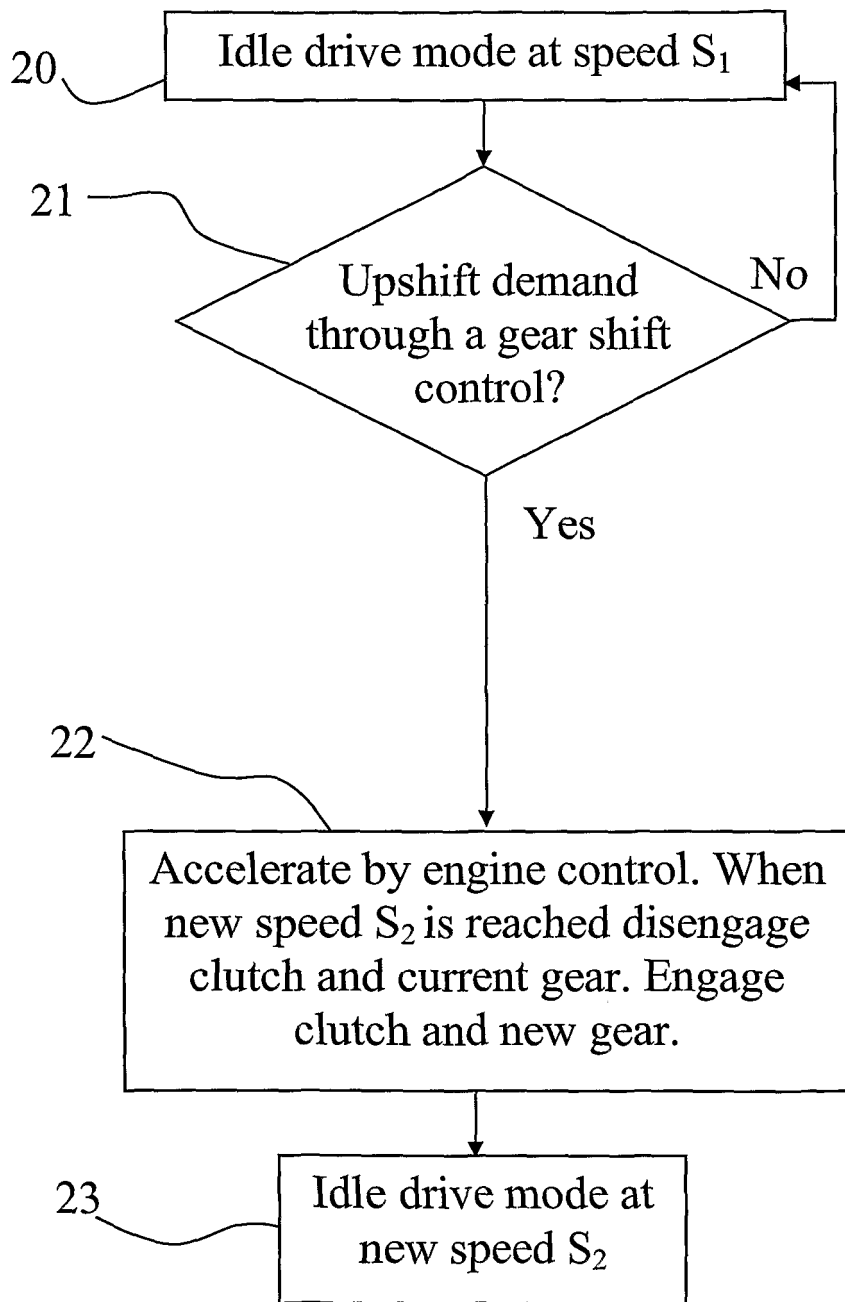 20
Idle drive mode at speed S₁
21
Upshift demand
through a gear shift
control?
No
Yes
22
Accelerate by engine control. When
new speed S₂ is reached disengage
clutch and current gear. Engage
clutch and new gear.
23
Idle drive mode at
new speed S₂